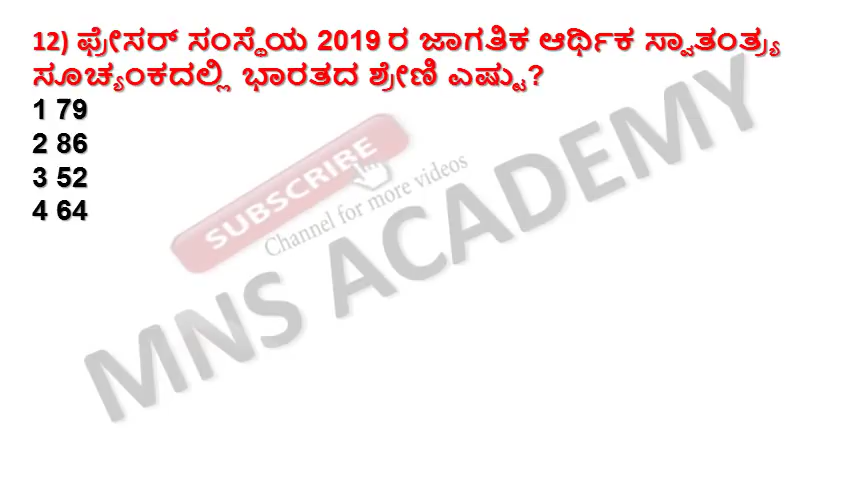 12) ಫ್ರೇಸರ್ ಸಂಸ್ಥೆಯ 2019 ರ ಜಾಗತಿಕ ಆರ್ಥಿಕ ಸ್ವಾತಂತ್ರ್ಯ
ಸೂಚ್ಯಂಕದಲ್ಲಿ ಭಾರತದ ಶ್ರೇಣಿ ಎಷ್ಟು?
1 79
2 86
3 52
4 64
SUBSCRIBE
Channel for more videos
MNS ACADEMY